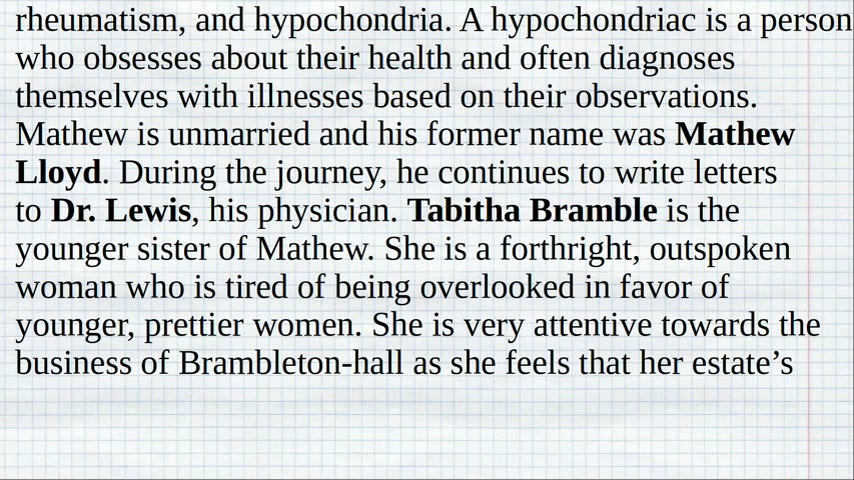 rheumatism, and hypochondria. A hypochondriac is a person
who obsesses about their health and often diagnoses
themselves with illnesses based on their observations.
Mathew is unmarried and his former name was Mathew
Lloyd. During the journey, he continues to write letters
to Dr. Lewis, his physician. Tabitha Bramble is the
younger sister of Mathew. She is a forthright, outspoken
woman who is tired of being overlooked in favor of
younger, prettier women. She is very attentive towards the
business of Brambleton-hall as she feels that her estate’s